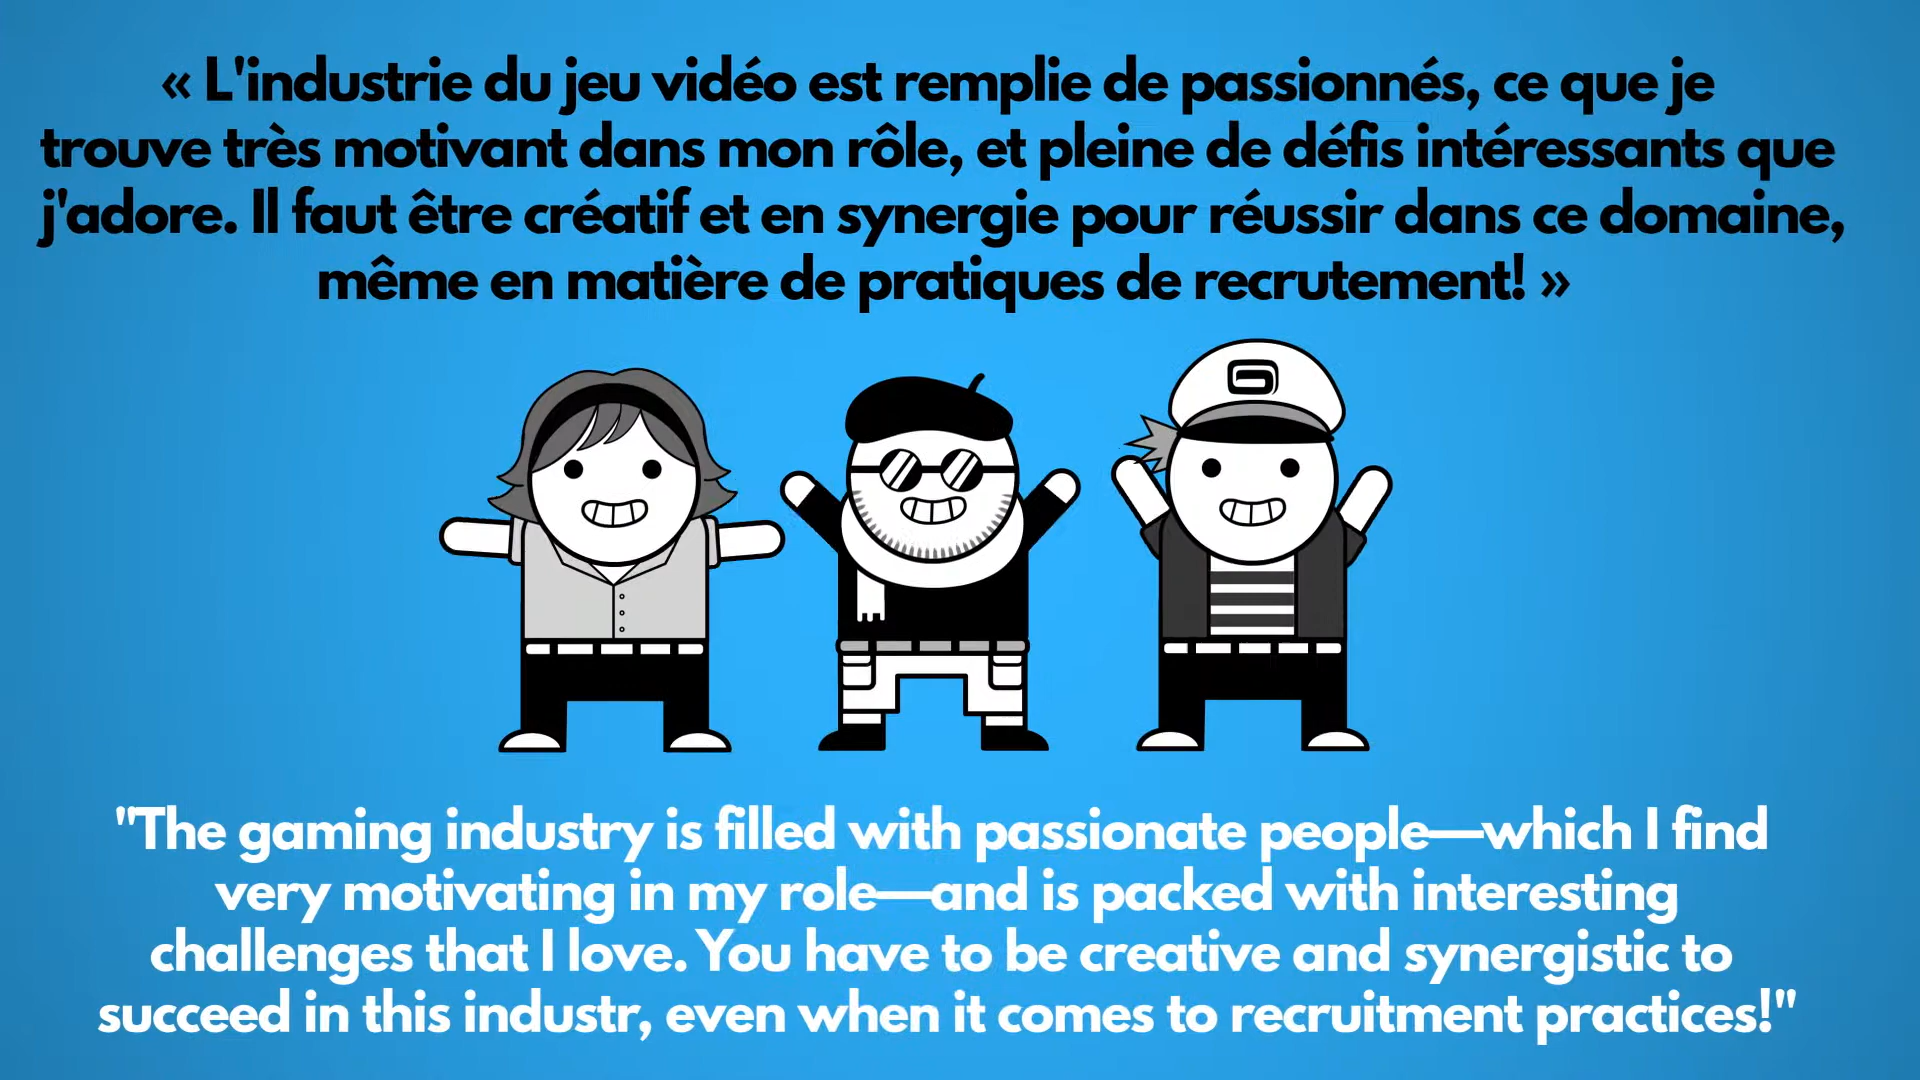 « L'industrie du jeu vidéo est remplie de passionnés, ce que je
trouve très motivant dans mon rôle, et pleine de défis intéressants que
j'adore. Il faut être créatif et en synergie pour réussir dans ce domaine,
même en matière de pratiques de recrutement! »
"The gaming industry is filled with passionate people—which I find
very motivating in my role—and is packed with interesting
challenges that I love. You have to be creative and synergistic to
succeed in this industr, even when it comes to recruitment practices!"